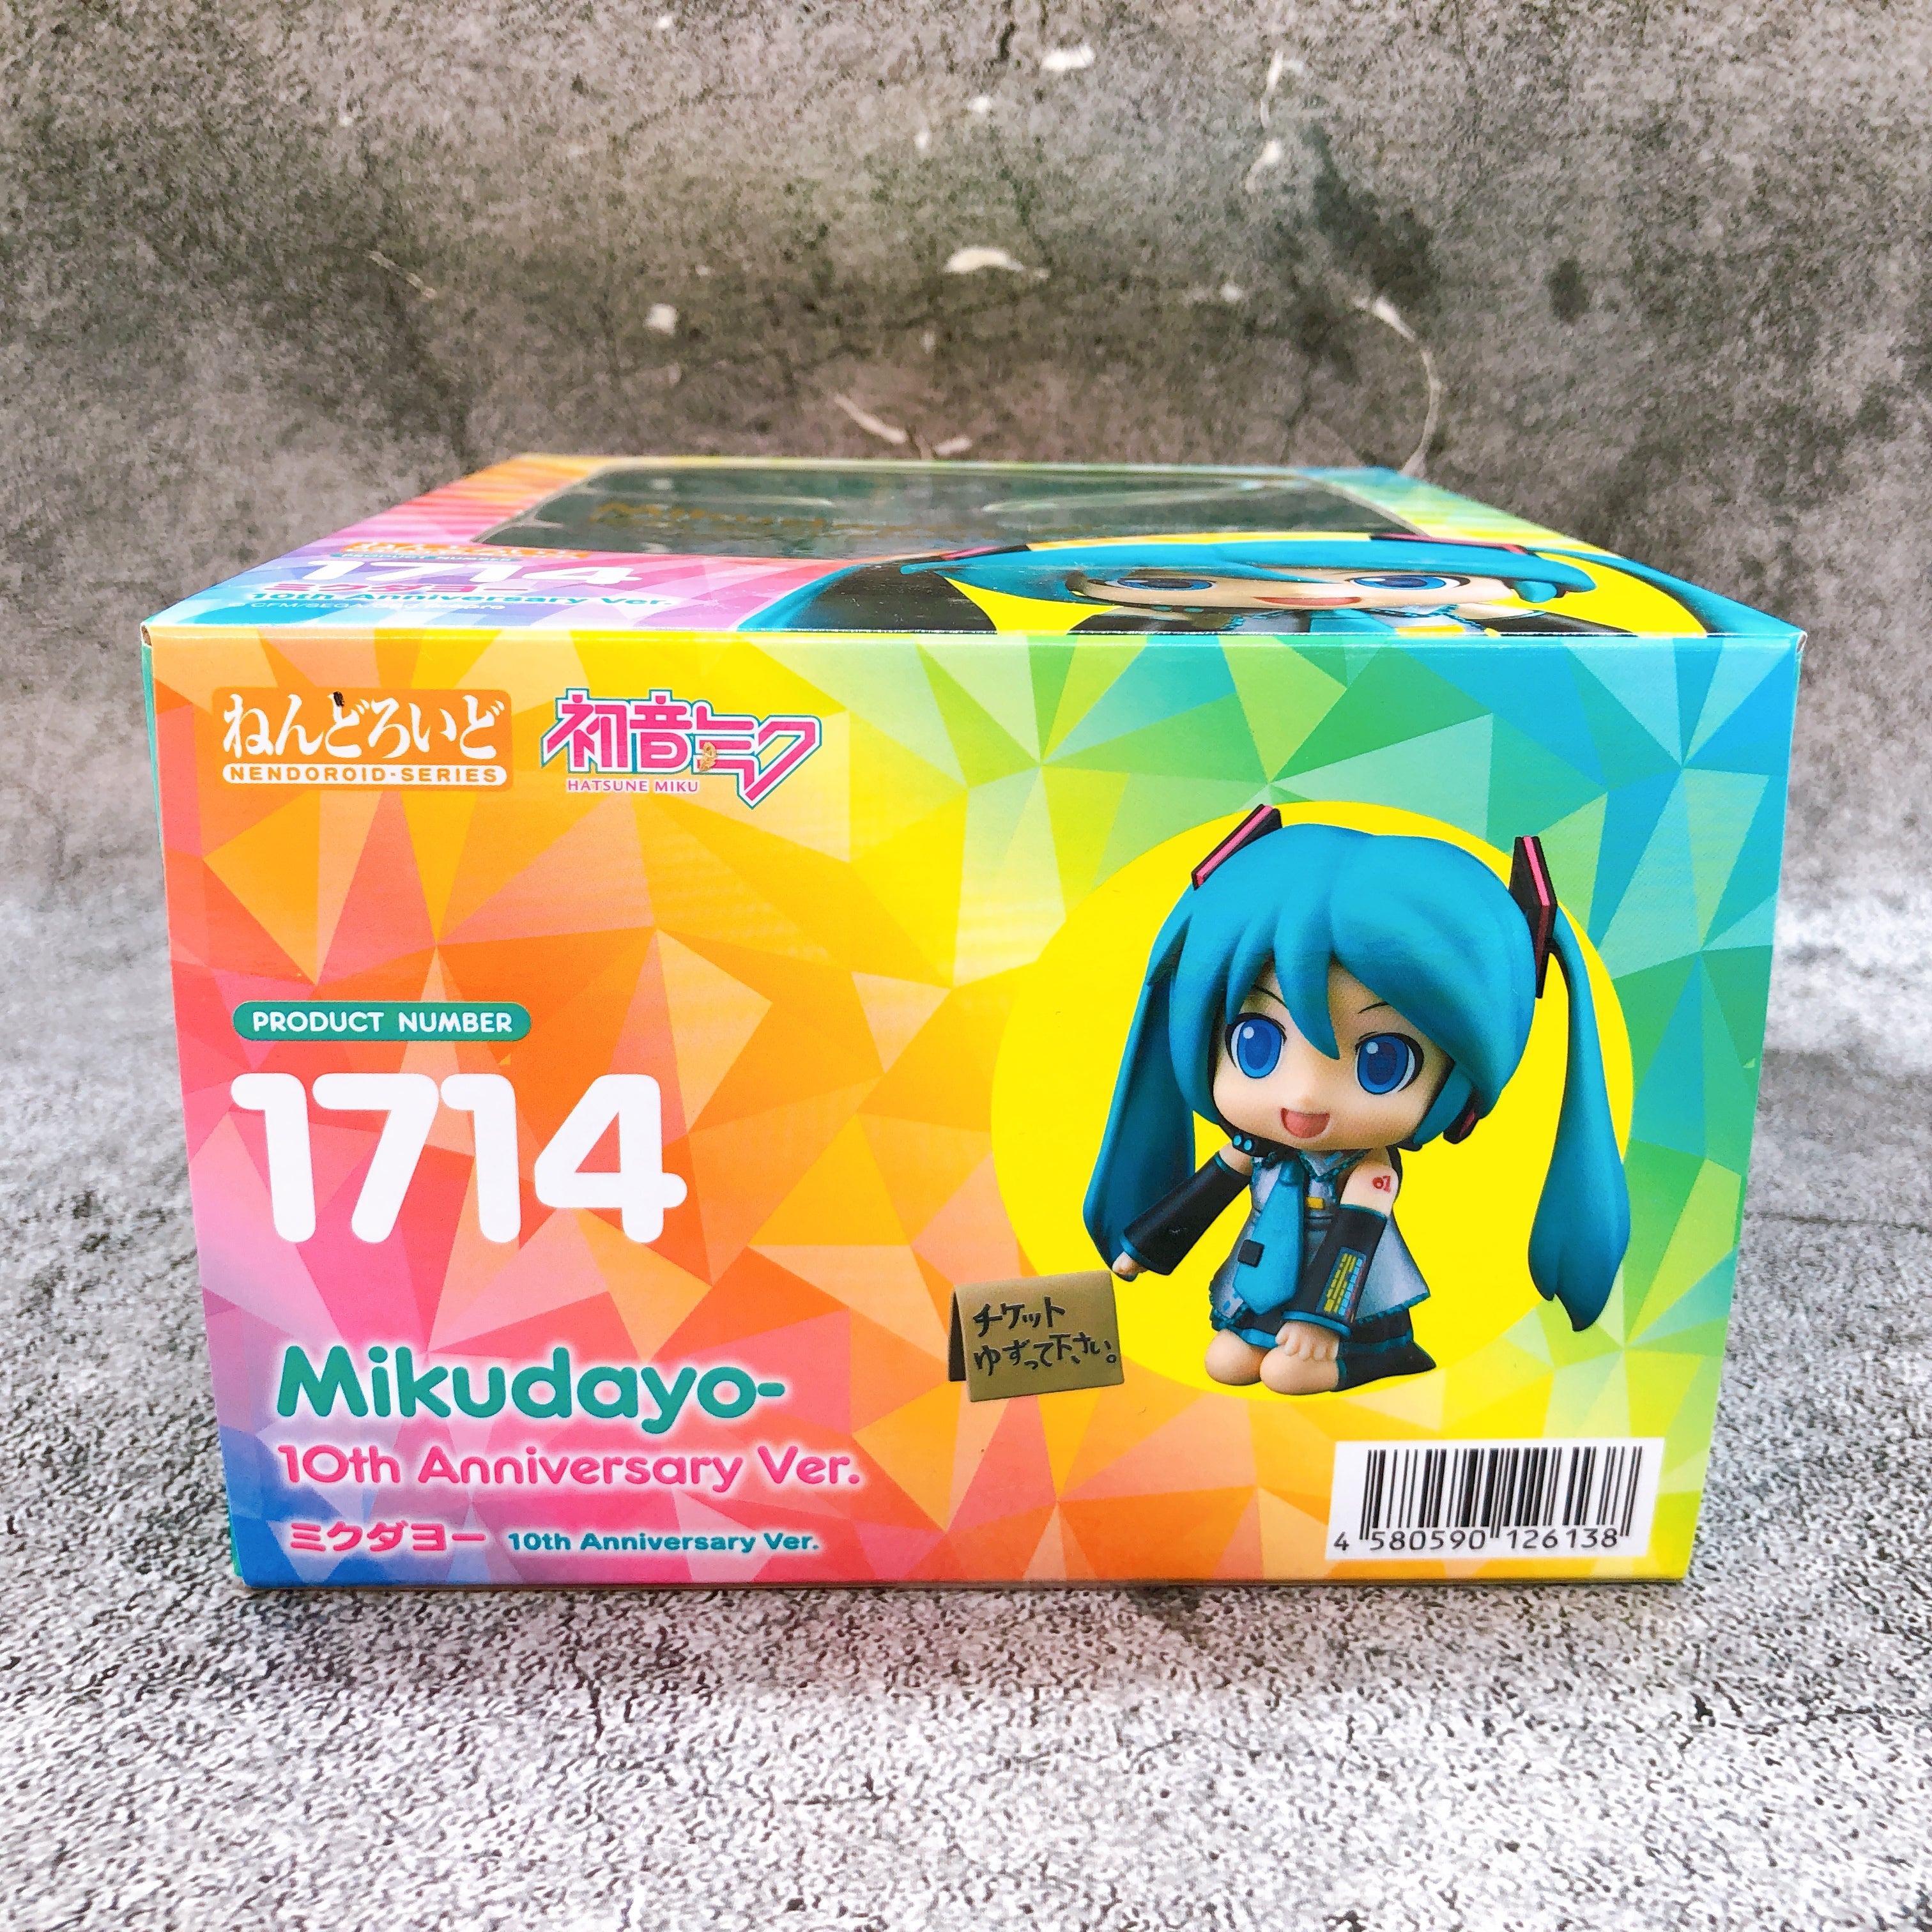 1714
10th Anniversary Ver.
ねんどろいど
NENDOROID·SERIES
初音ミク
HATSUNE MIKU
PRODUCT NUMBER
1714
Mikudayo-
10th Anniversary Ver.
ミクダヨー 10th Anniversary Ver.
チケット
ゆずって下さい。
4 580590 126138